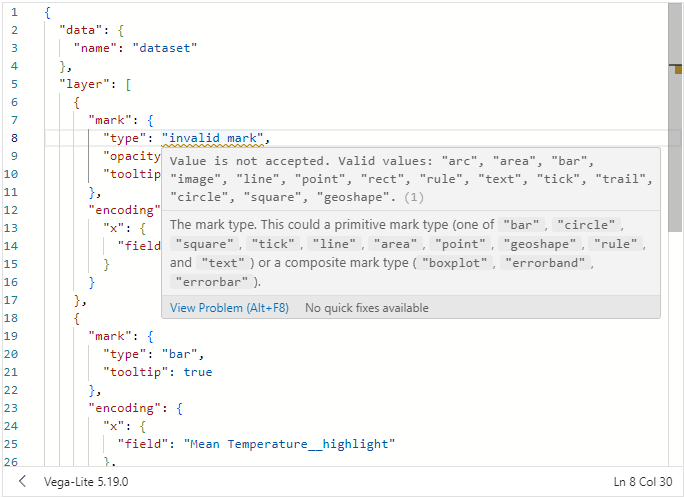 1 {
2 "data": {
3 "name": "dataset"
4 },
5 "layer": [
6 {
7 "mark": {
8 "type": "invalid mark",
9 "opacity
10 "tooltip
11 },
12 "encoding"
13 "x": {
14 "field"
15 }
16 }
17 },
18 {
19 "mark": {
20 "type": "bar",
21 "tooltip": true
22 },
23 "encoding": {
24 "x": {
25 "field": "Mean Temperature__highlight"
26 },
Value is not accepted. Valid values: "arc", "area", "bar",
"image", "line", "point", "rect", "rule", "text", "tick", "trail",
"circle", "square", "geoshape". (1)
The mark type. This could a primitive mark type (one of "bar", "circle",
"square", "tick", "line", "area", "point", "geoshape", "rule",
and "text") or a composite mark type ("boxplot", "errorband",
"errorbar").
View Problem (Alt+F8) No quick fixes available
Vega-Lite 5.19.0 Ln 8 Col 30